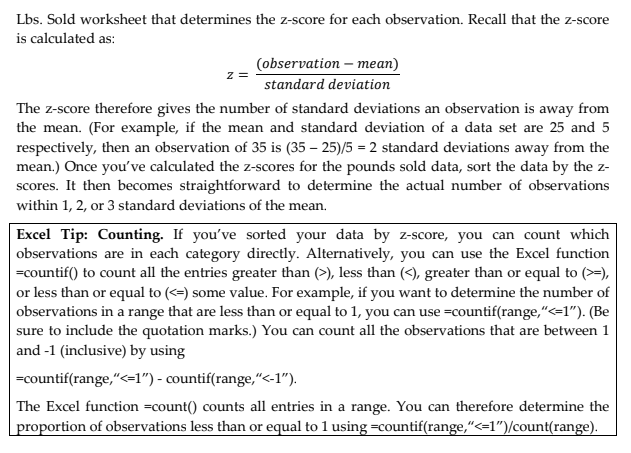 Lbs. Sold worksheet that determines the z-score for each observation. Recall that the z-score
is calculated as:
z = (observation − mean)
standard deviation
The z-score therefore gives the number of standard deviations an observation is away from
the mean. (For example, if the mean and standard deviation of a data set are 25 and 5
respectively, then an observation of 35 is (35 – 25)/5 = 2 standard deviations away from the
mean.) Once you've calculated the z-scores for the pounds sold data, sort the data by the z-
scores. It then becomes straightforward to determine the actual number of observations
within 1, 2, or 3 standard deviations of the mean.
Excel Tip: Counting. If you've sorted your data by z-score, you can count which
observations are in each category directly. Alternatively, you can use the Excel function
=countif() to count all the entries greater than (>), less than (<), greater than or equal to (>=),
or less than or equal to (<=) some value. For example, if you want to determine the number of
observations in a range that are less than or equal to 1, you can use =countif(range,“<=1”). (Be
sure to include the quotation marks.) You can count all the observations that are between 1
and -1 (inclusive) by using
=countif(range,“<=1”) - countif(range,“<-1”).
The Excel function =count() counts all entries in a range. You can therefore determine the
proportion of observations less than or equal to 1 using =countif(range,“<=1”)/count(range).